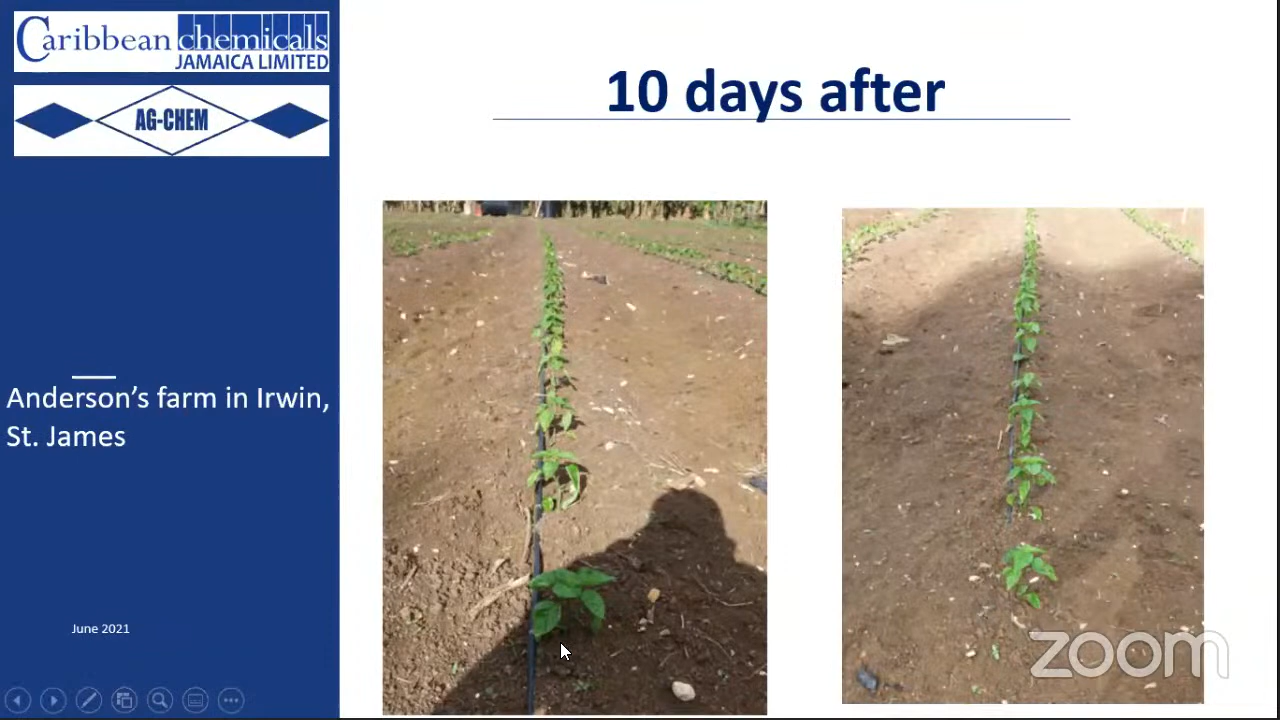 Caribbean chemicals
JAMAICA LIMITED
AG-CHEM
10 days after
Anderson's farm in Irwin,
St. James
June 2021
zoom